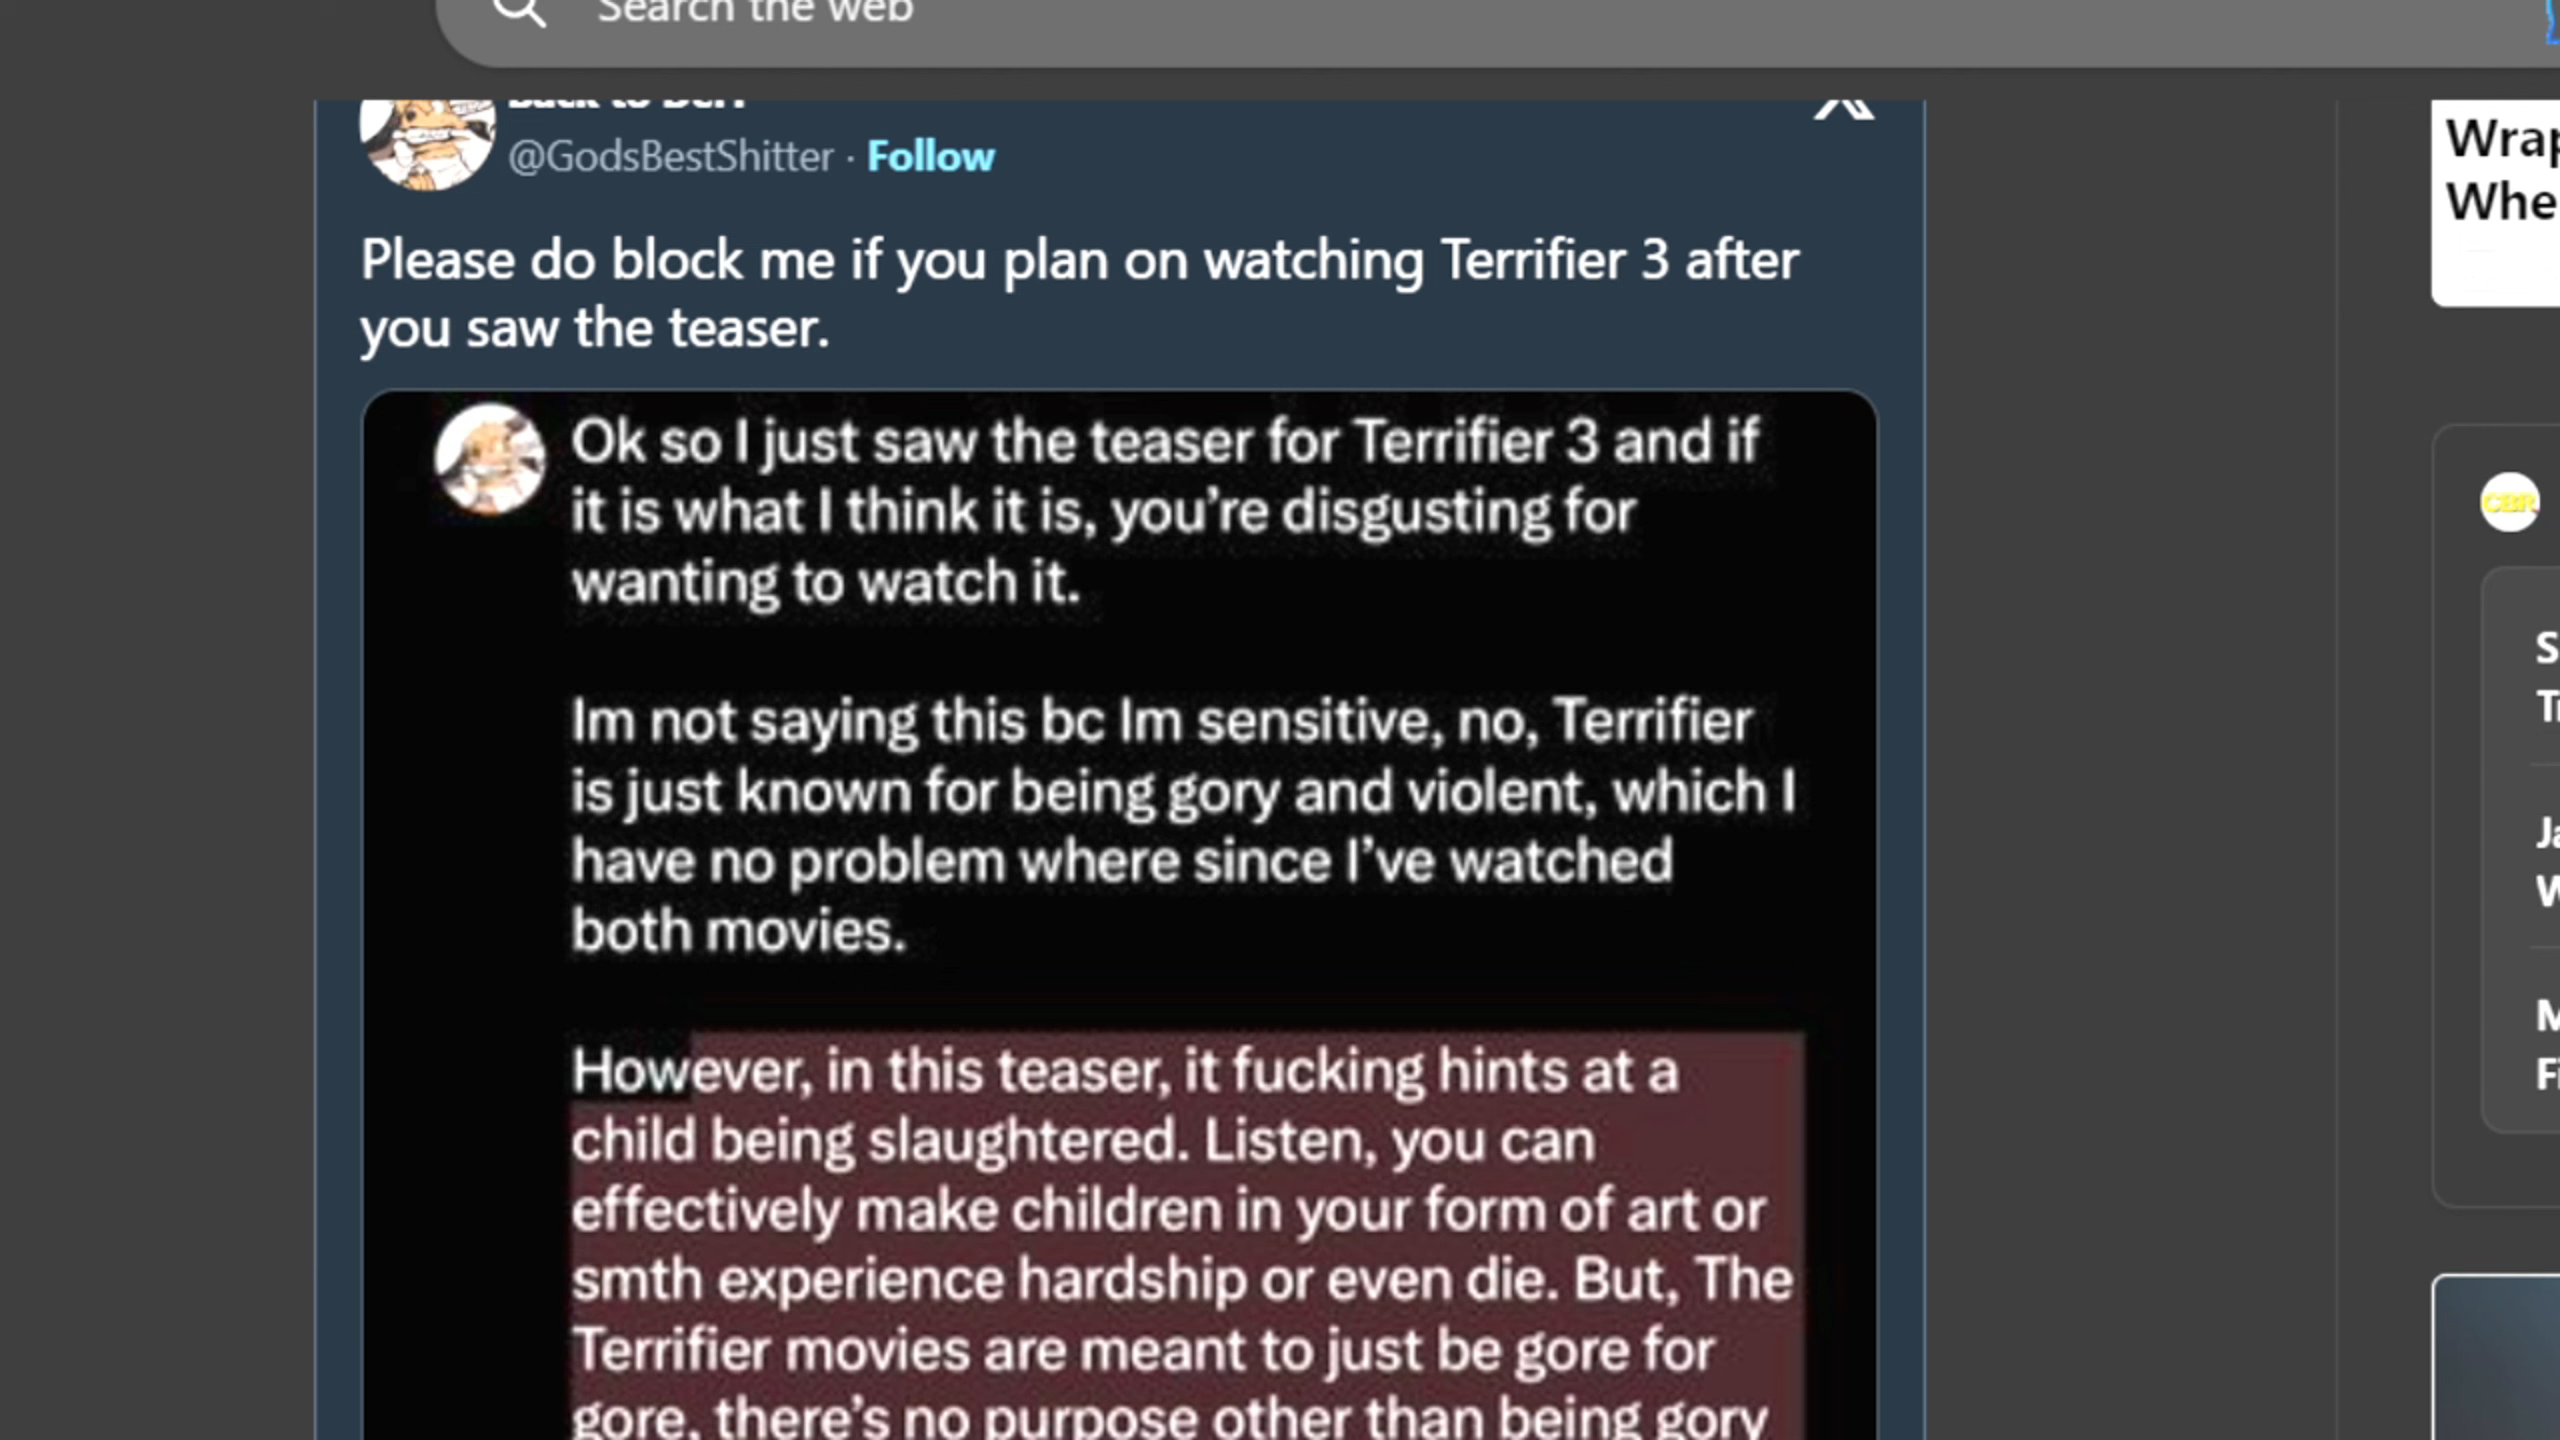 Search the web
@GodsBestShitter · Follow
Please do block me if you plan on watching Terrifier 3 after
you saw the teaser.
Ok so I just saw the teaser for Terrifier 3 and if
it is what I think it is, you’re disgusting for
wanting to watch it.
Im not saying this bc Im sensitive, no, Terrifier
is just known for being gory and violent, which I
have no problem where since I’ve watched
both movies.
However, in this teaser, it fucking hints at a
child being slaughtered. Listen, you can
effectively make children in your form of art or
smth experience hardship or even die. But, The
Terrifier movies are meant to just be gore for
gore, there’s no purpose other than being gory
CBR